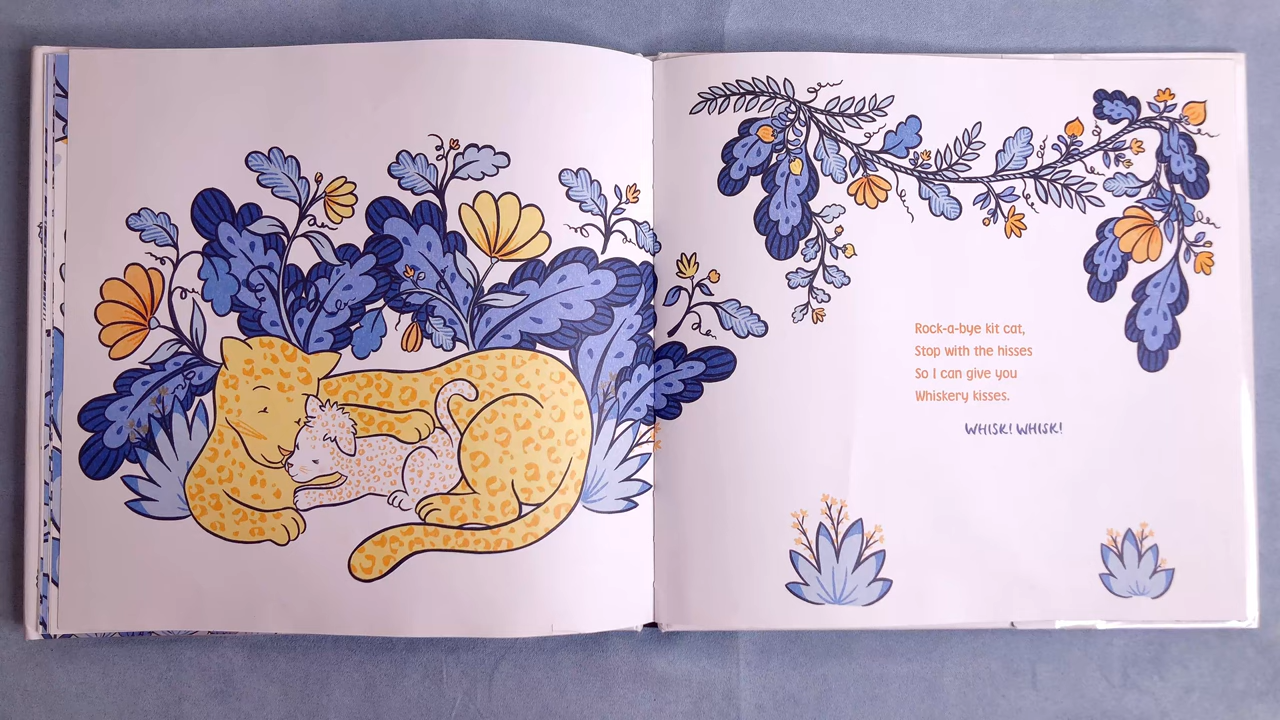 Rock-a-bye kit cat,
Stop with the hisses
So I can give you
Whiskery kisses.
WHISK! WHISK!